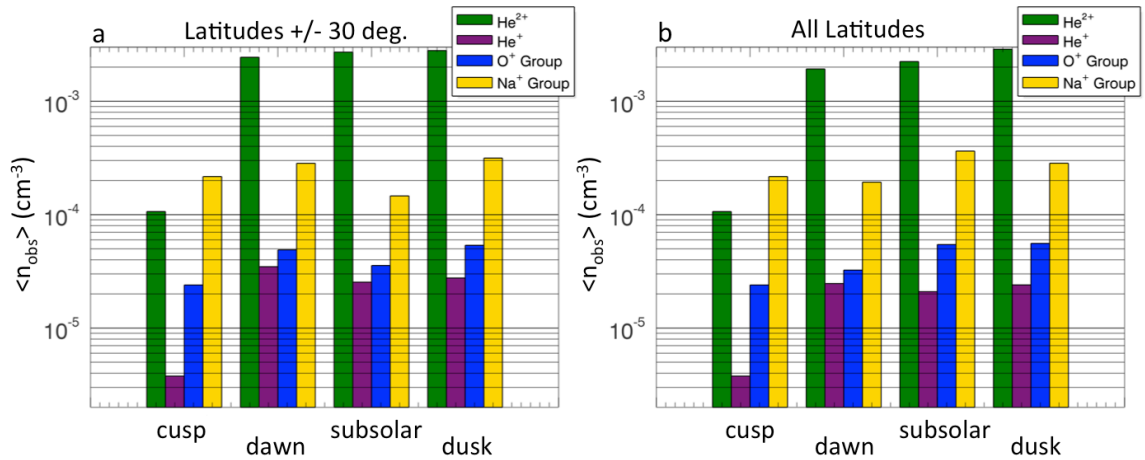 a
Latitudes +/- 30 deg.
He²⁺
He⁺
O⁺ Group
Na⁺ Group
10⁻³
10⁻⁴
10⁻⁵
<n_obs> (cm⁻³)
cusp
dawn
subsolar
dusk
b
All Latitudes
He²⁺
He⁺
O⁺ Group
Na⁺ Group
10⁻³
10⁻⁴
10⁻⁵
<n_obs> (cm⁻³)
cusp
dawn
subsolar
dusk